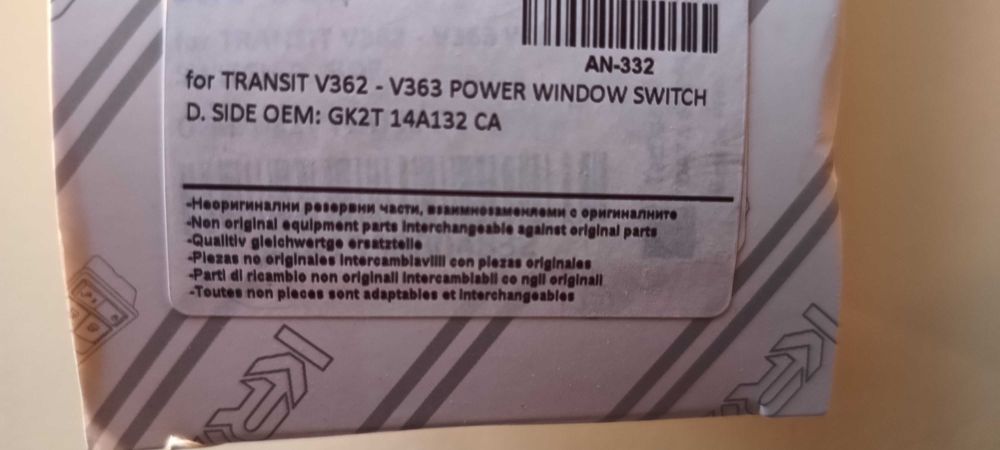 AN-332
for TRANSIT V362 - V363 POWER WINDOW SWITCH
D. SIDE OEM: GK2T 14A132 CA
-Неоригинални резервни части, взаимнозаменяеми с оригиналните
-Non original equipment parts interchangeable against original parts
-Qualitiv gleichwertge ersatzteile
-Piezas no originales intercambiavilli con piezas originales
-Parti di ricambio non originali intercambiabli co ngli originali
-Toutes non pieces sont adaptables et interchangeables